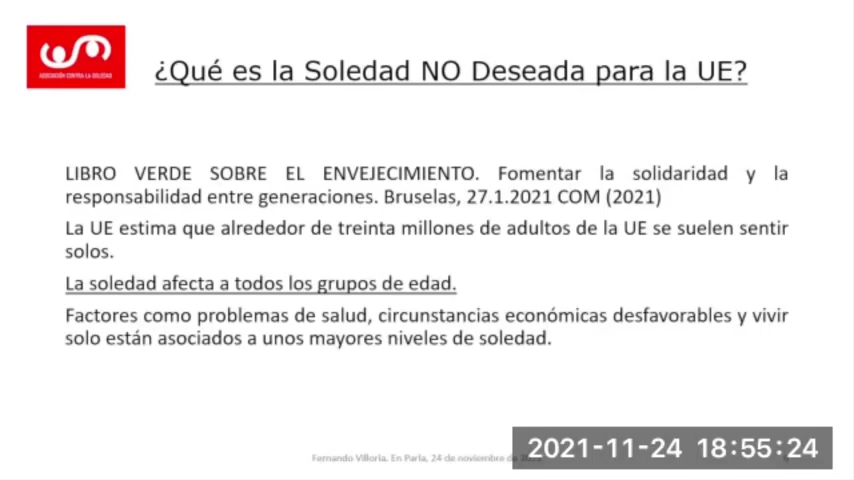 ASOCIACIÓN CONTRA LA SOLEDAD
¿Qué es la Soledad NO Deseada para la UE?
LIBRO VERDE SOBRE EL ENVEJECIMIENTO. Fomentar la solidaridad y la
responsabilidad entre generaciones. Bruselas, 27.1.2021 COM (2021)
La UE estima que alrededor de treinta millones de adultos de la UE se suelen sentir
solos.
La soledad afecta a todos los grupos de edad.
Factores como problemas de salud, circunstancias económicas desfavorables y vivir
solo están asociados a unos mayores niveles de soledad.
Fernando Villoria. En Parla, 24 de noviembre de
2021-11-24 18:55:24